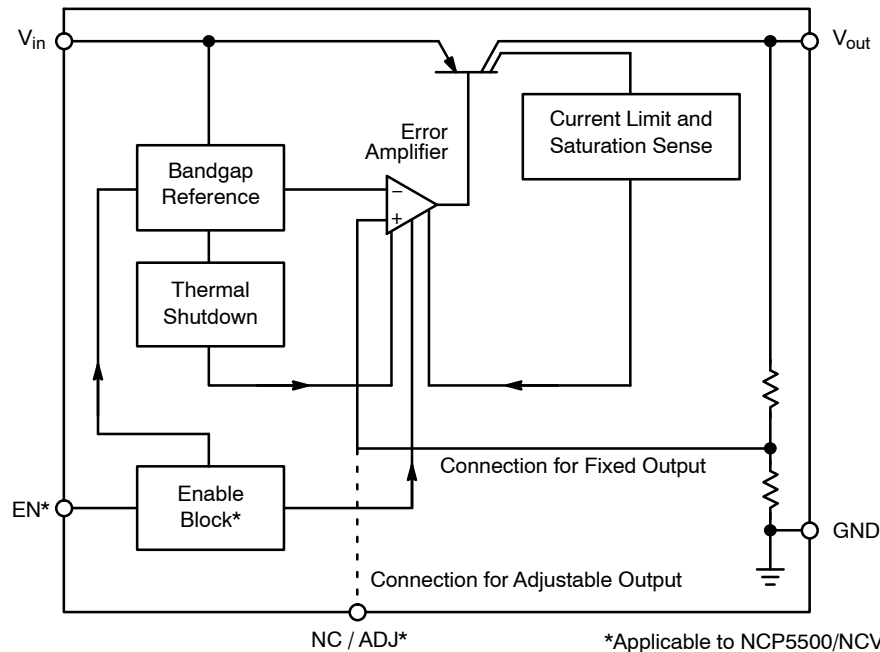 Vin
Vout
Error
Amplifier
Current Limit and
Saturation Sense
Bandgap
Reference
−
+
Thermal
Shutdown
Connection for Fixed Output
EN*
Enable
Block*
GND
Connection for Adjustable Output
NC / ADJ*
*Applicable to NCP5500/NCV